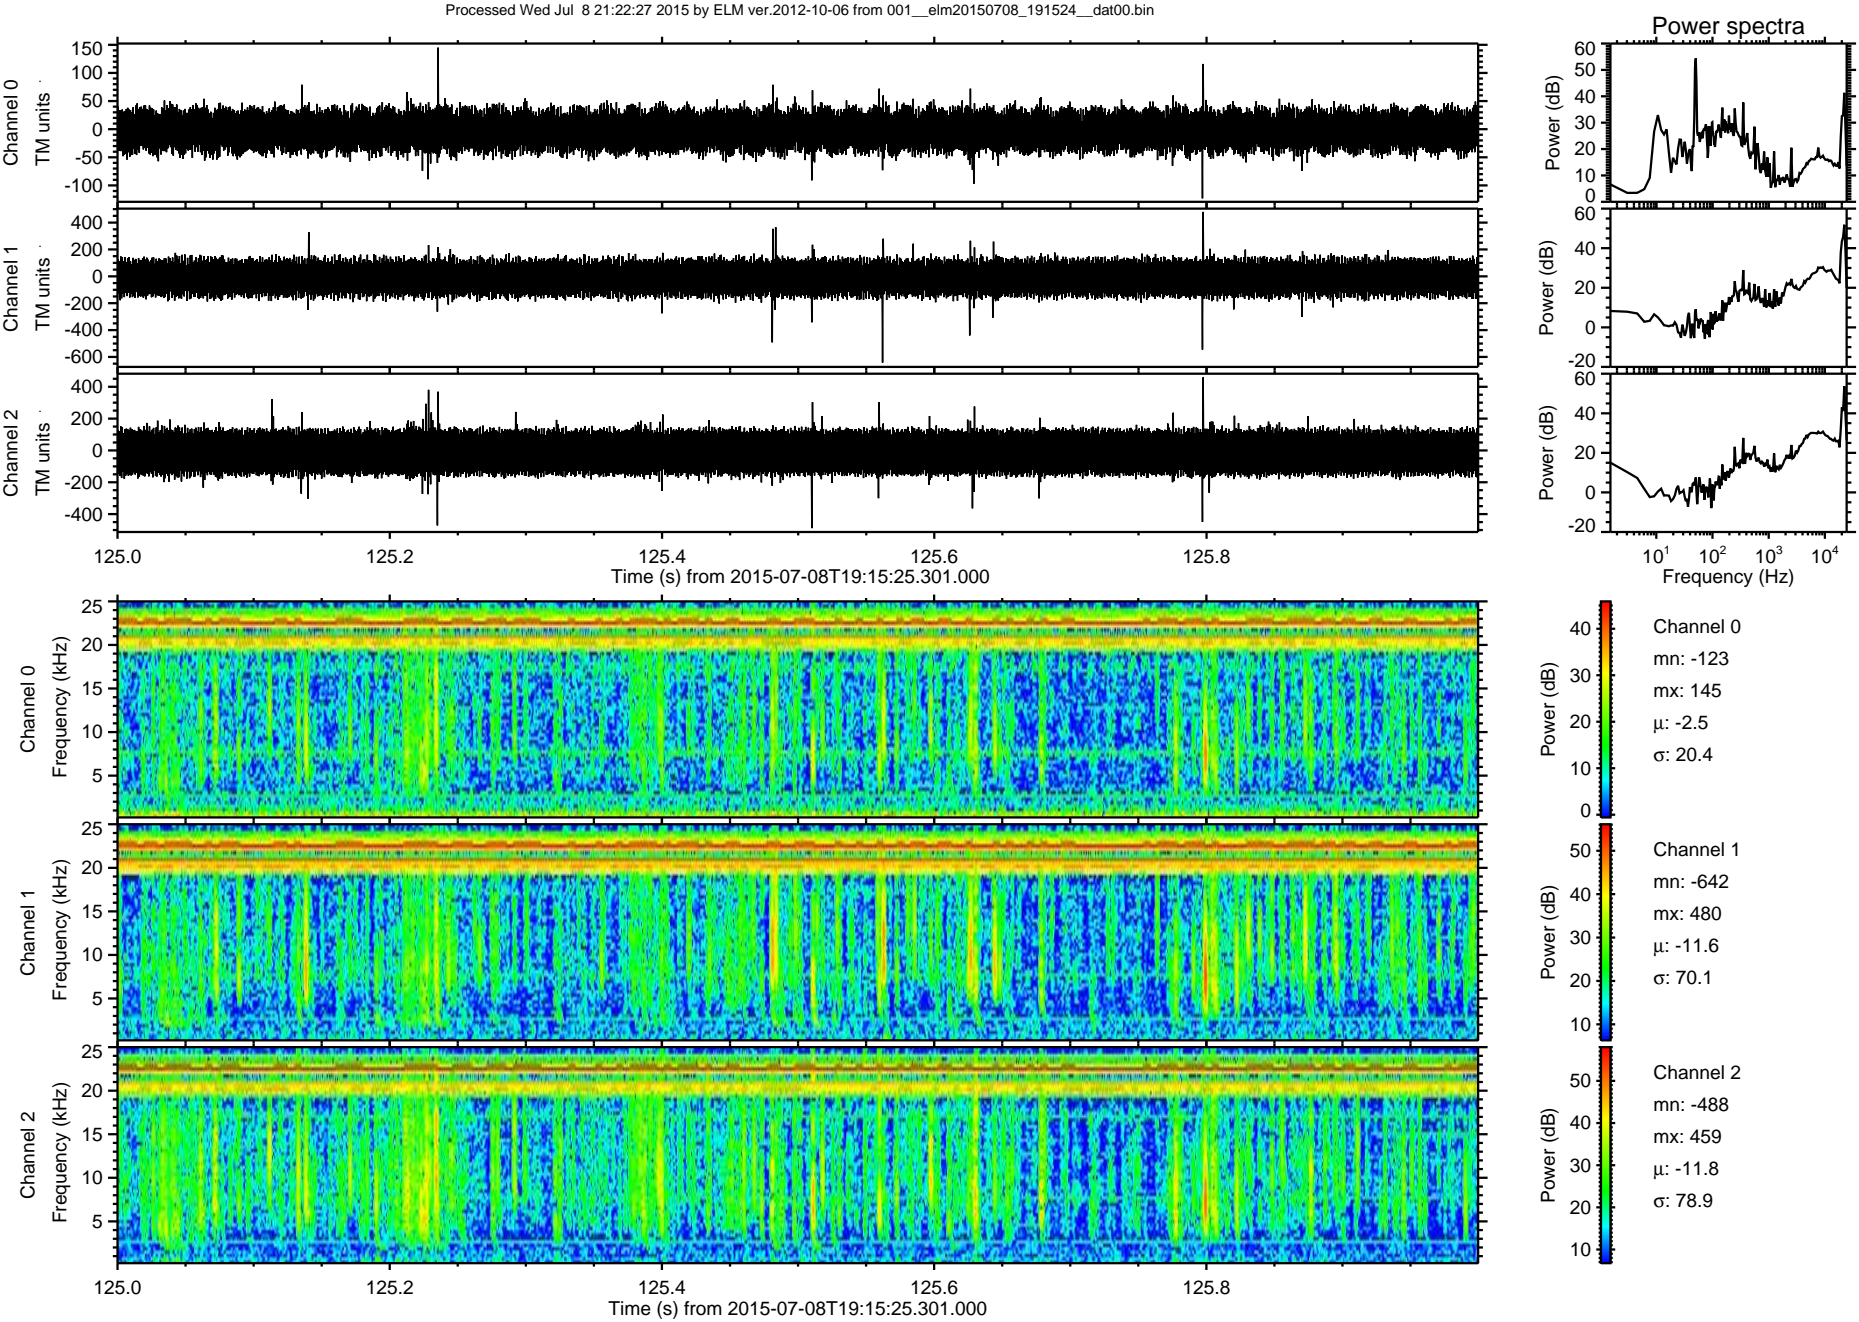 Processed Wed Jul  8 21:22:27 2015 by ELM ver.2012-10-06 from 001__elm20150708_191524__dat00.bin
Power spectra
Channel 0
TM units
150
100
50
0
-50
-100
Power (dB)
60
50
40
30
20
10
0
Channel 1
TM units
400
200
0
-200
-400
-600
Power (dB)
60
40
20
0
-20
Channel 2
TM units
400
200
0
-200
-400
Power (dB)
60
40
20
0
-20
125.0 125.2 125.4 125.6 125.8
Time (s) from 2015-07-08T19:15:25.301.000
10¹ 10² 10³ 10⁴
Frequency (Hz)
Channel 0
Frequency (kHz)
25
20
15
10
5
Power (dB)
40
30
20
10
0
Channel 0
mn: -123
mx: 145
μ: -2.5
σ: 20.4
Channel 1
Frequency (kHz)
25
20
15
10
5
Power (dB)
50
40
30
20
10
Channel 1
mn: -642
mx: 480
μ: -11.6
σ: 70.1
Channel 2
Frequency (kHz)
25
20
15
10
5
Power (dB)
50
40
30
20
10
Channel 2
mn: -488
mx: 459
μ: -11.8
σ: 78.9
125.0 125.2 125.4 125.6 125.8
Time (s) from 2015-07-08T19:15:25.301.000